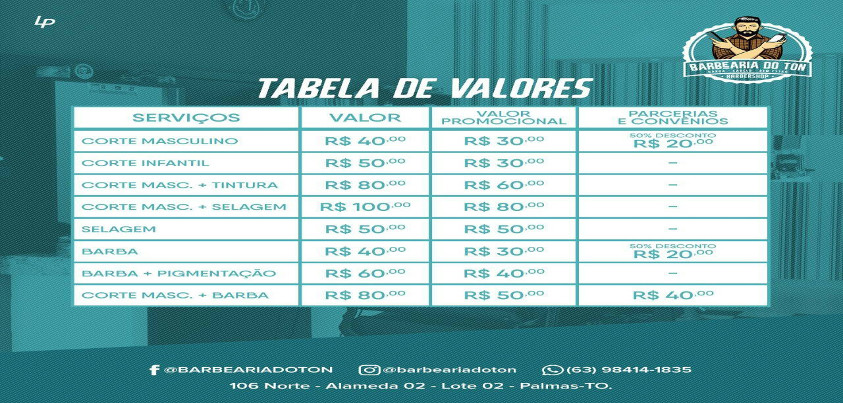 LP
BARBEARIA DO TON
BARBERSHOP
TABELA DE VALORES
SERVIÇOS VALOR VALOR PROMOCIONAL PARCERIAS E CONVÊNIOS
CORTE MASCULINO R$ 40,00 R$ 30,00 50% DESCONTO R$ 20,00
CORTE INFANTIL R$ 50,00 R$ 30,00 –
CORTE MASC. + TINTURA R$ 80,00 R$ 60,00 –
CORTE MASC. + SELAGEM R$ 100,00 R$ 80,00 –
SELAGEM R$ 50,00 R$ 50,00 –
BARBA R$ 40,00 R$ 30,00 50% DESCONTO R$ 20,00
BARBA + PIGMENTAÇÃO R$ 60,00 R$ 40,00 –
CORTE MASC. + BARBA R$ 80,00 R$ 50,00 R$ 40,00
@BARBEARIADOTON @barbeariadoton (63) 98414-1835
106 Norte - Alameda 02 - Lote 02 - Palmas-TO.